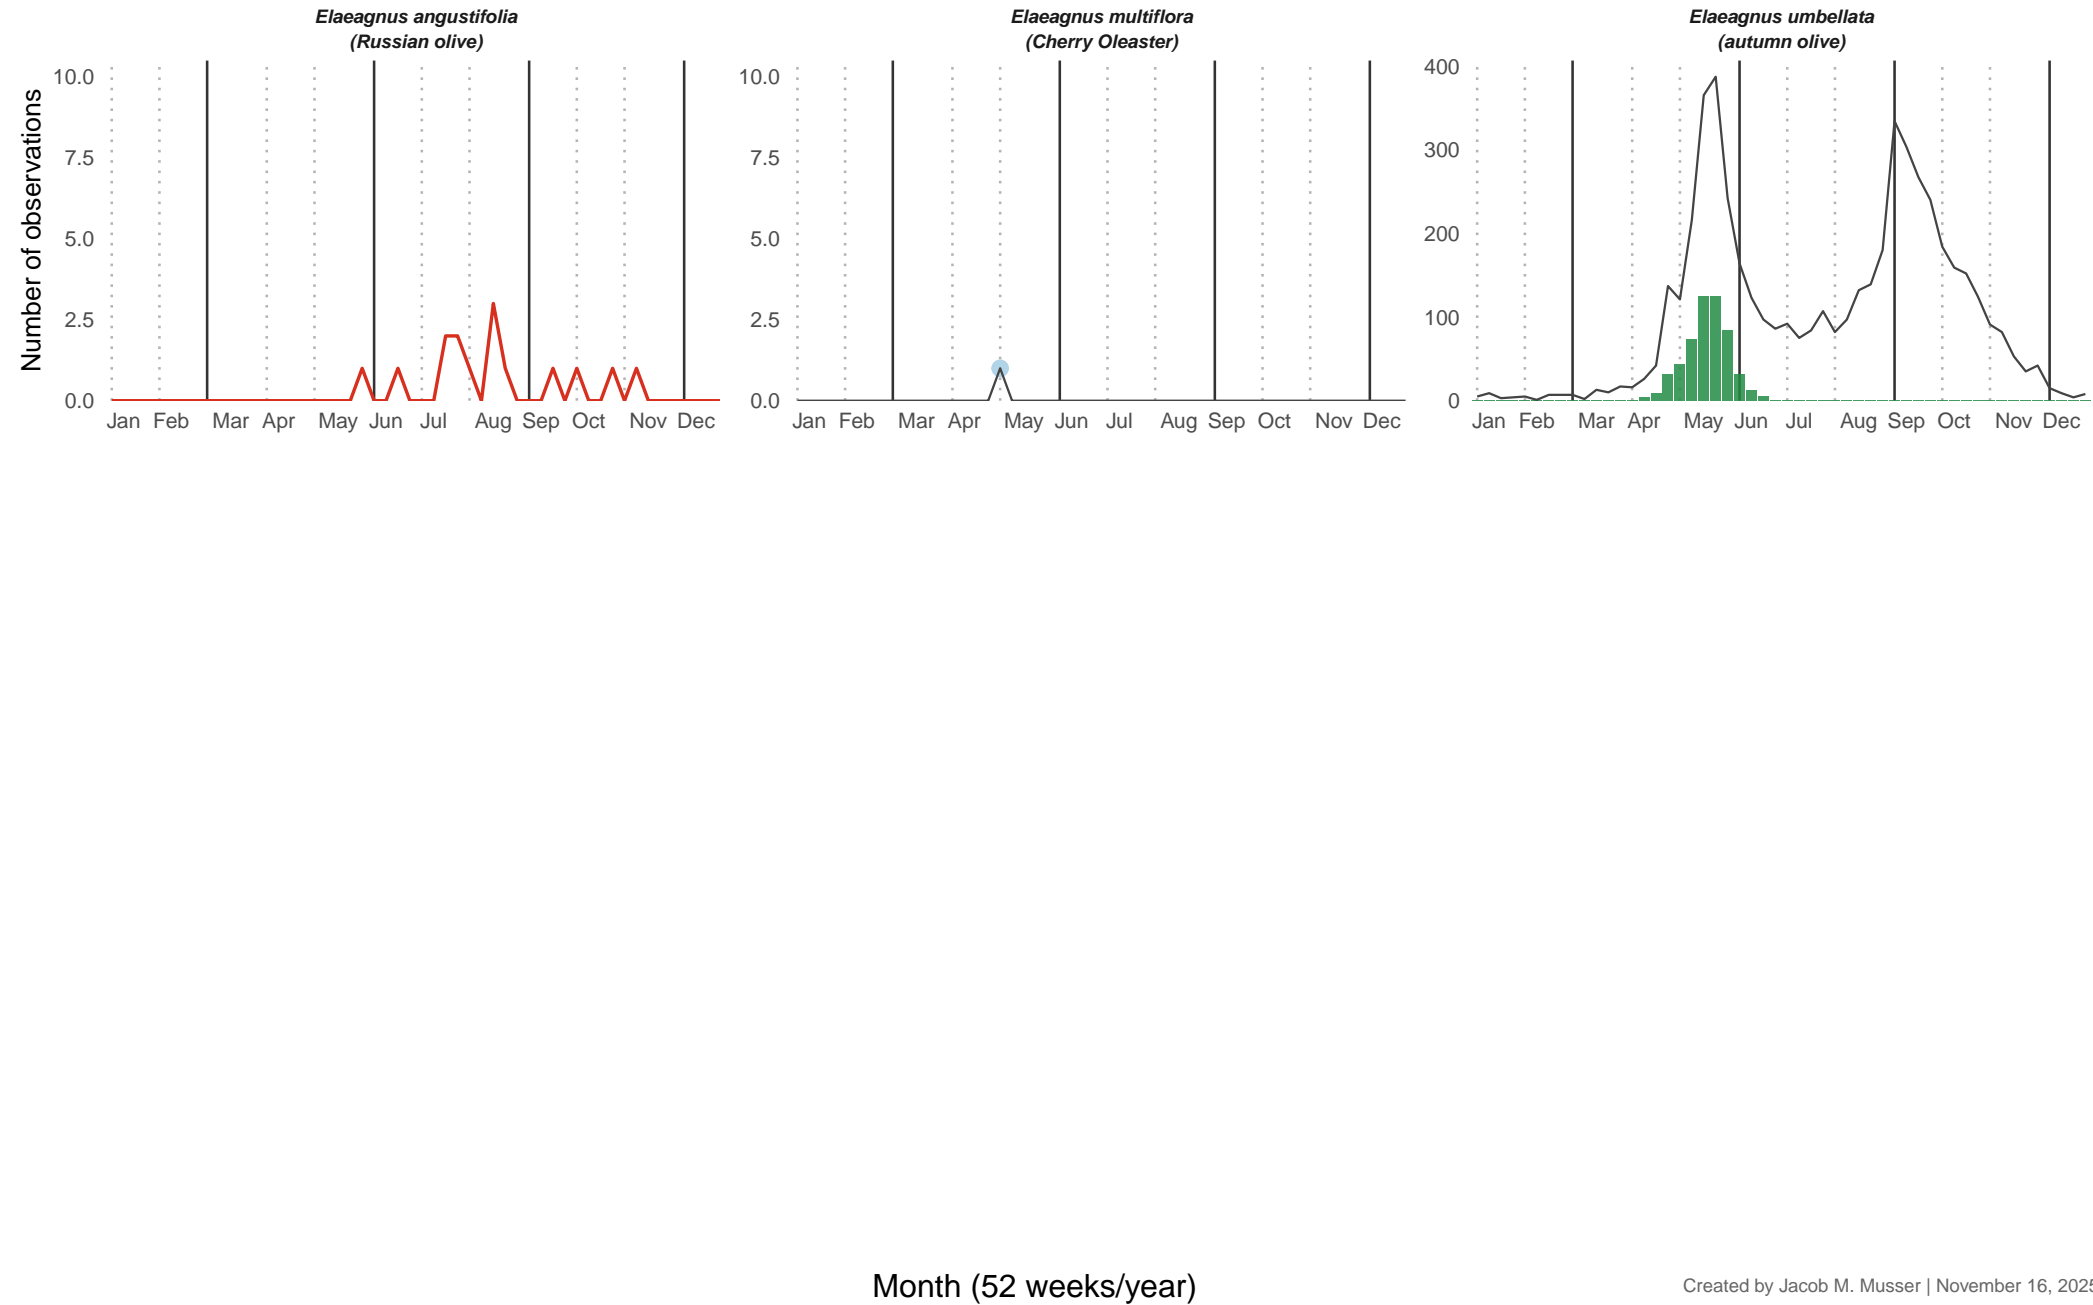 Elaeagnus angustifolia
(Russian olive)
Elaeagnus multiflora
(Cherry Oleaster)
Elaeagnus umbellata
(autumn olive)
Number of observations
10.0
7.5
5.0
2.5
0.0
Jan Feb Mar Apr May Jun Jul Aug Sep Oct Nov Dec
10.0
7.5
5.0
2.5
0.0
Jan Feb Mar Apr May Jun Jul Aug Sep Oct Nov Dec
400
300
200
100
0
Jan Feb Mar Apr May Jun Jul Aug Sep Oct Nov Dec
Month (52 weeks/year)
Created by Jacob M. Musser | November 16, 2025